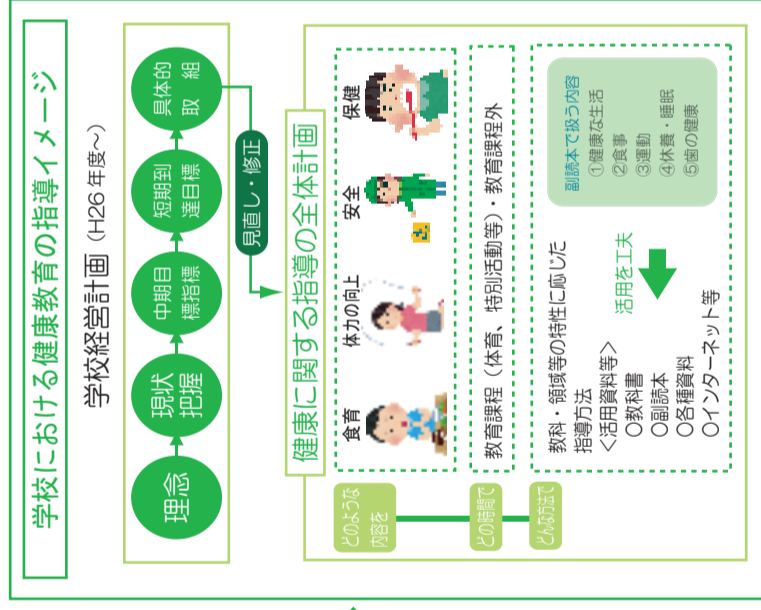 学校における健康教育の指導イメージ
学校経営計画（H26年度～）
理念
現状
把握
中期目
標指標
短期到
達目標
具体的
取　組
見直し・修正
健康に関する指導の全体計画
どのような
内容を
食育
体力の向上
安全
保健
どの時間で
教育課程（体育、特別活動等）・教育課程外
どんな方法で
教科・領域等の特性に応じた
指導方法
＜活用資料等＞
○教科書
○副読本
○各種資料
○インターネット等
活用を工夫
副読本で扱う内容
①健康な生活
②食事
③運動
④休養・睡眠
⑤歯の健康